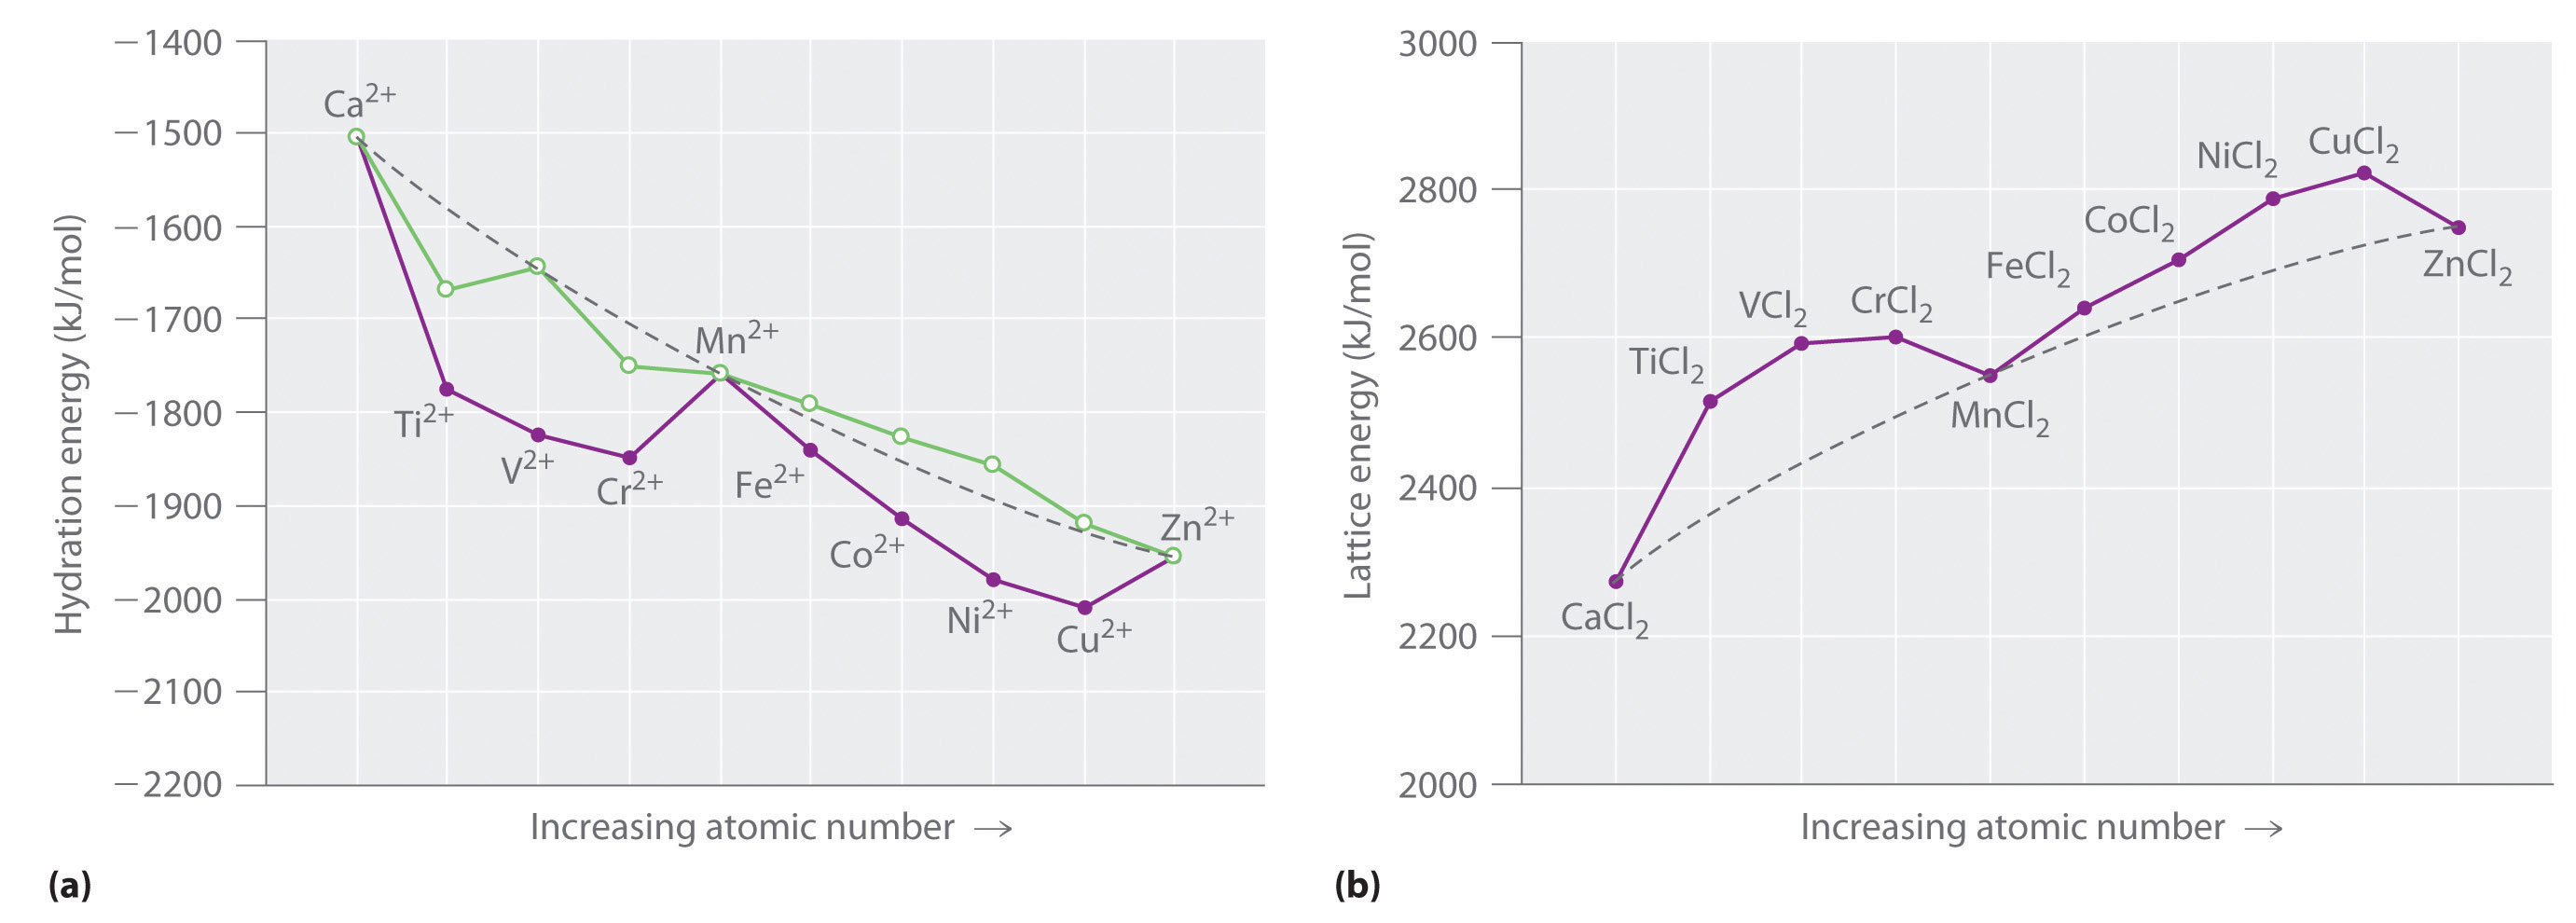 Hydration energy (kJ/mol)
−1400
−1500
−1600
−1700
−1800
−1900
−2000
−2100
−2200
Ca²⁺
Ti²⁺
V²⁺
Cr²⁺
Mn²⁺
Fe²⁺
Co²⁺
Ni²⁺
Cu²⁺
Zn²⁺
Increasing atomic number →
(a)
Lattice energy (kJ/mol)
3000
2800
2600
2400
2200
2000
CaCl₂
TiCl₂
VCl₂
CrCl₂
MnCl₂
FeCl₂
CoCl₂
NiCl₂
CuCl₂
ZnCl₂
Increasing atomic number →
(b)